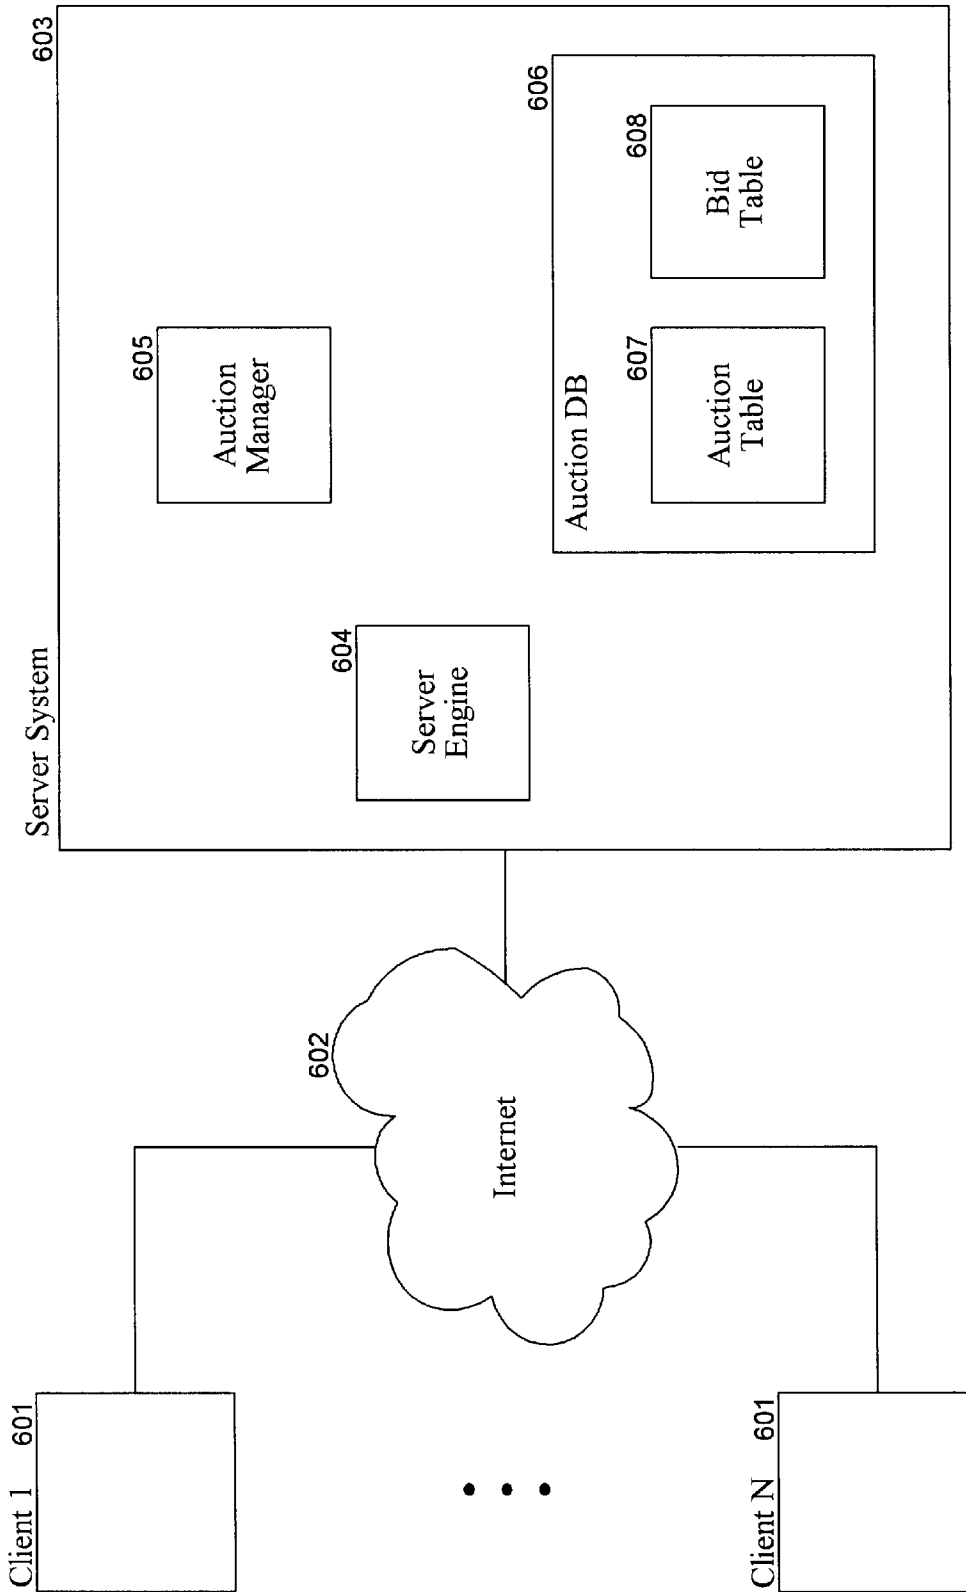 Client 1 601
Client N 601
Internet
602
Server System
603
Server
Engine
604
Auction
Manager
605
Auction DB
606
Auction
Table
607
Bid
Table
608